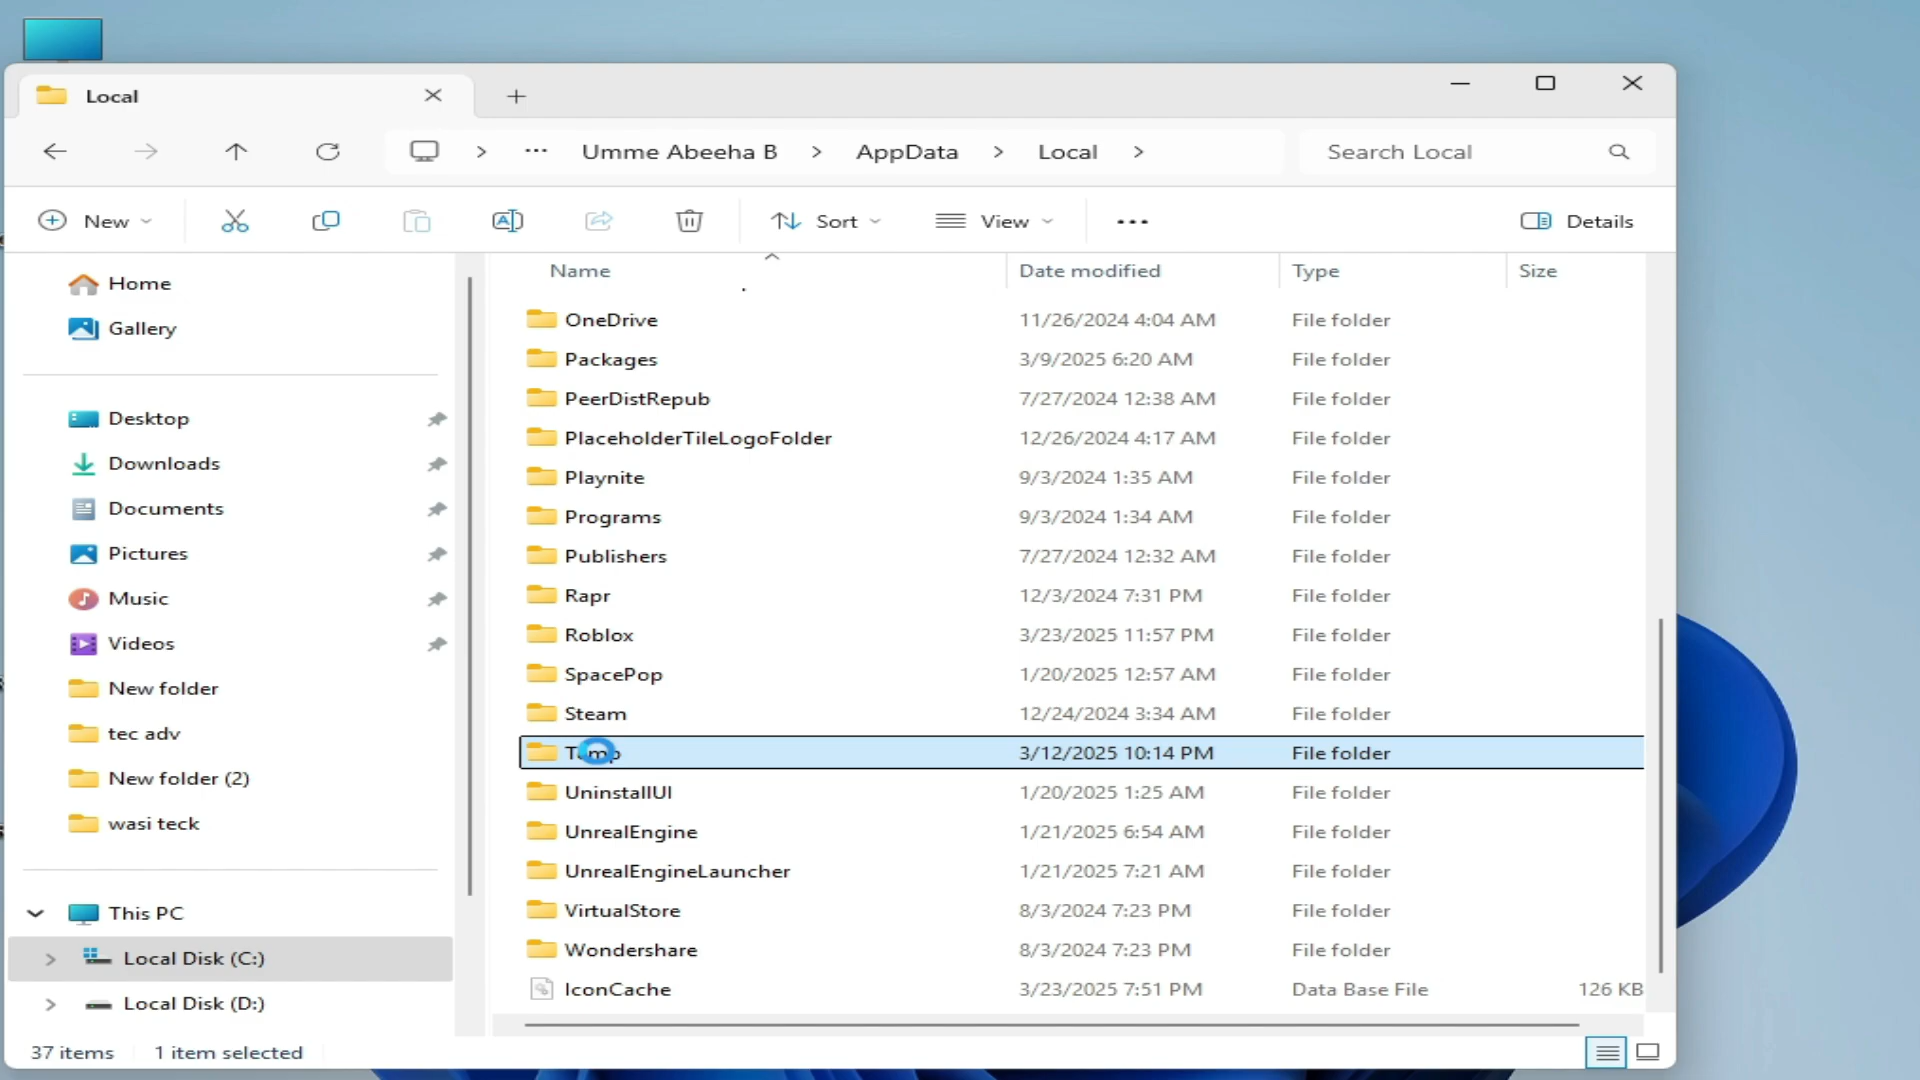 Local
Umme Abeeha B > AppData > Local >
Search Local
New
Sort
View
Details
Home
Gallery
Desktop
Downloads
Documents
Pictures
Music
Videos
New folder
tec adv
New folder (2)
wasi teck
This PC
Local Disk (C:)
Local Disk (D:)
Name Date modified Type Size
OneDrive 11/26/2024 4:04 AM File folder
Packages 3/9/2025 6:20 AM File folder
PeerDistRepub 7/27/2024 12:38 AM File folder
PlaceholderTileLogoFolder 12/26/2024 4:17 AM File folder
Playnite 9/3/2024 1:35 AM File folder
Programs 9/3/2024 1:34 AM File folder
Publishers 7/27/2024 12:32 AM File folder
Rapr 12/3/2024 7:31 PM File folder
Roblox 3/23/2025 11:57 PM File folder
SpacePop 1/20/2025 12:57 AM File folder
Steam 12/24/2024 3:34 AM File folder
Temp 3/12/2025 10:14 PM File folder
UninstallUI 1/20/2025 1:25 AM File folder
UnrealEngine 1/21/2025 6:54 AM File folder
UnrealEngineLauncher 1/21/2025 7:21 AM File folder
VirtualStore 8/3/2024 7:23 PM File folder
Wondershare 8/3/2024 7:23 PM File folder
IconCache 3/23/2025 7:51 PM Data Base File 126 KB
37 items 1 item selected